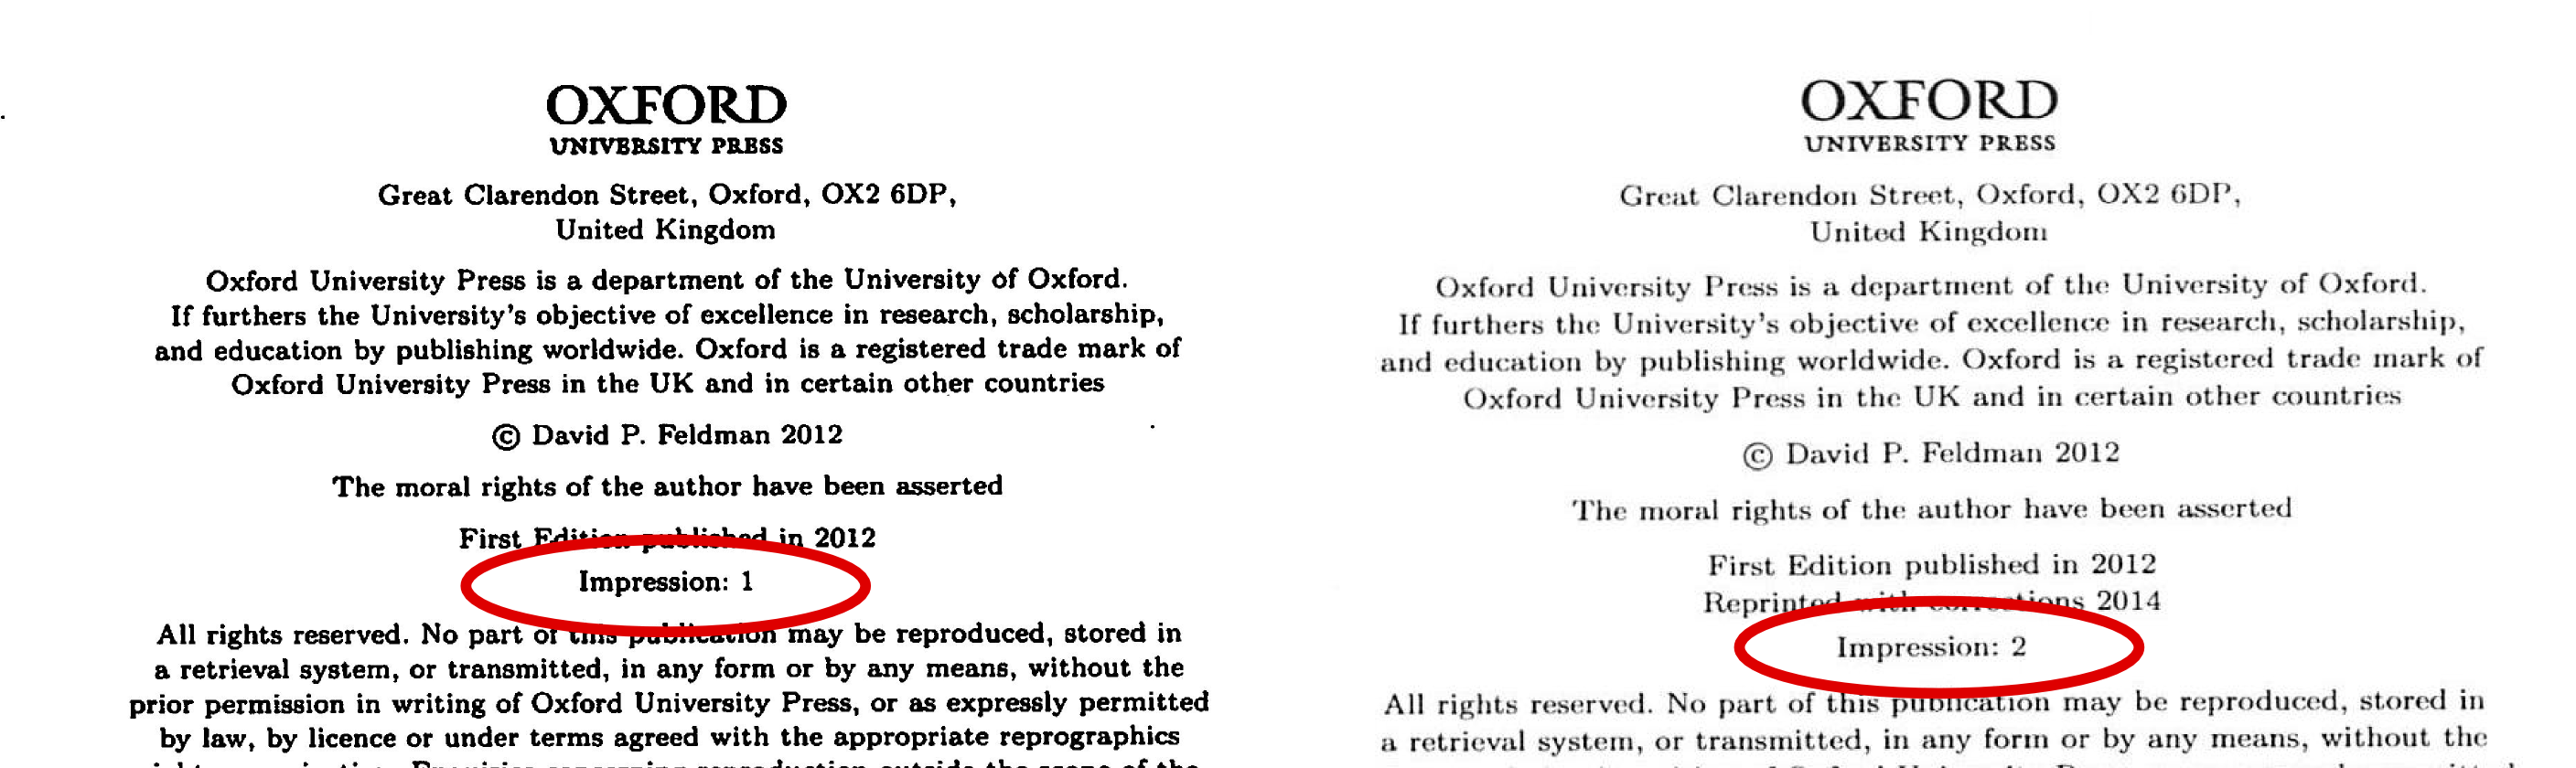 OXFORD
UNIVERSITY PRESS
Great Clarendon Street, Oxford, OX2 6DP,
United Kingdom
Oxford University Press is a department of the University of Oxford.
If furthers the University's objective of excellence in research, scholarship,
and education by publishing worldwide. Oxford is a registered trade mark of
Oxford University Press in the UK and in certain other countries
© David P. Feldman 2012
The moral rights of the author have been asserted
First Edition published in 2012
Impression: 1
All rights reserved. No part of this publication may be reproduced, stored in
a retrieval system, or transmitted, in any form or by any means, without the
prior permission in writing of Oxford University Press, or as expressly permitted
by law, by licence or under terms agreed with the appropriate reprographics
OXFORD
UNIVERSITY PRESS
Great Clarendon Street, Oxford, OX2 6DP,
United Kingdom
Oxford University Press is a department of the University of Oxford.
If furthers the University's objective of excellence in research, scholarship,
and education by publishing worldwide. Oxford is a registered trade mark of
Oxford University Press in the UK and in certain other countries
© David P. Feldman 2012
The moral rights of the author have been asserted
First Edition published in 2012
Reprinted with corrections 2014
Impression: 2
All rights reserved. No part of this publication may be reproduced, stored in
a retrieval system, or transmitted, in any form or by any means, without the